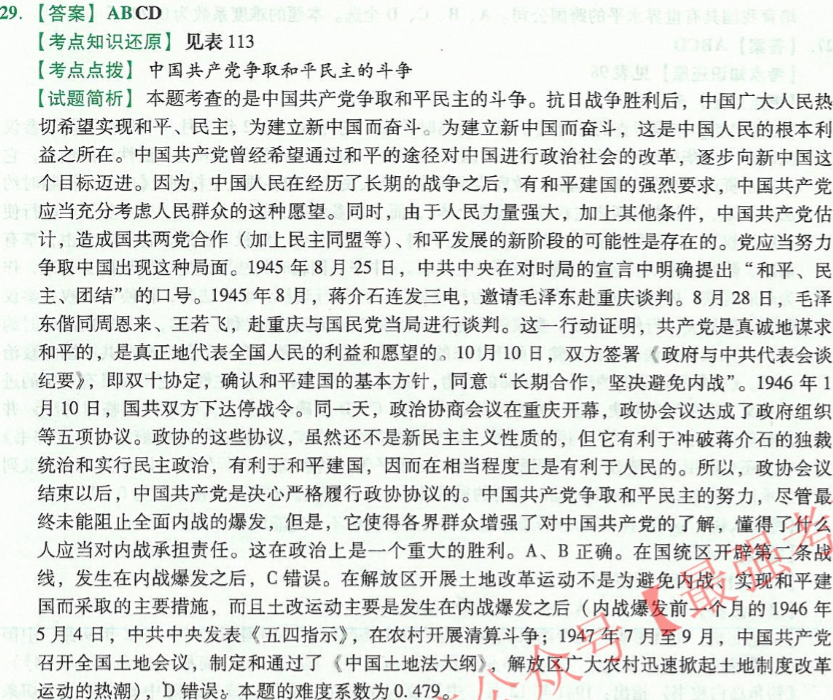 29. 【答案】ABCD
【考点知识还原】见表113
【考点点拨】中国共产党争取和平民主的斗争
【试题简析】本题考查的是中国共产党争取和平民主的斗争。抗日战争胜利后，中国广大人民热
切希望实现和平、民主，为建立新中国而奋斗。为建立新中国而奋斗，这是中国人民的根本利
益之所在。中国共产党曾经希望通过和平的途径对中国进行政治社会的改革，逐步向新中国这
个目标迈进。因为，中国人民在经历了长期的战争之后，有和平建国的强烈要求，中国共产党
应当充分考虑人民群众的这种愿望。同时，由于人民力量强大，加上其他条件，中国共产党估
计，造成国共两党合作（加上民主同盟等）、和平发展的新阶段的可能性是存在的。党应当努力
争取中国出现这种局面。1945年8月25日，中共中央在对时局的宣言中明确提出“和平、民
主、团结”的口号。1945年8月，蒋介石连发三电，邀请毛泽东赴重庆谈判。8月28日，毛泽
东偕同周恩来、王若飞，赴重庆与国民党当局进行谈判。这一行动证明，共产党是真诚地谋求
和平的，是真正地代表全国人民的利益和愿望的。10月10日，双方签署《政府与中共代表会谈
纪要》，即双十协定，确认和平建国的基本方针，同意“长期合作，坚决避免内战”。1946年1
月10日，国共双方下达停战令。同一天，政治协商会议在重庆开幕，政协会议达成了政府组织
等五项协议。政协的这些协议，虽然还不是新民主主义性质的，但它有利于冲破蒋介石的独裁
统治和实行民主政治，有利于和平建国，因而在相当程度上是有利于人民的。所以，政协会议
结束以后，中国共产党是决心严格履行政协协议的。中国共产党争取和平民主的努力，尽管最
终未能阻止全面内战的爆发，但是，它使得各界群众增强了对中国共产党的了解，懂得了什么
人应当对内战承担责任。这在政治上是一个重大的胜利。A、B正确。在国统区开辟第二条战
线，发生在内战爆发之后，C错误。在解放区开展土地改革运动不是为避免内战、实现和平建
国而采取的主要措施，而且土改运动主要是发生在内战爆发之后（内战爆发前一个月的1946年
5月4日，中共中央发表《五四指示》，在农村开展清算斗争；1947年7月至9月，中国共产党
召开全国土地会议，制定和通过了《中国土地法大纲》，解放区广大农村迅速掀起土地制度改革
运动的热潮），D错误。本题的难度系数为0.479。
公众号【最强考